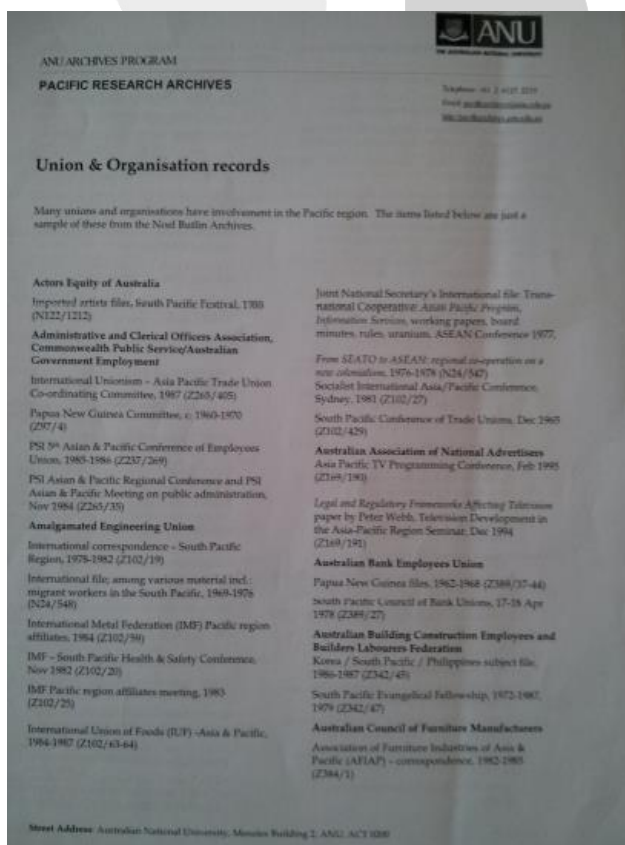 ANU
THE AUSTRALIAN NATIONAL UNIVERSITY
ANU ARCHIVES PROGRAM
PACIFIC RESEARCH ARCHIVES
Union & Organisation records
Many unions and organisations have involvement in the Pacific region. The items listed below are just a
sample of these from the Noel Butlin Archives.
Actors Equity of Australia
Imported artists files, South Pacific Festival, 1988
(N122/1212)
Administrative and Clerical Officers Association,
Commonwealth Public Service/Australian
Government Employment
International Unionism – Asia Pacific Trade Union
Co-ordinating Committee, 1987 (Z265/405)
Papua New Guinea Committee, c. 1960-1970
(Z97/4)
PSI 5th Asian & Pacific Conference of Employees
Union, 1985-1986 (Z237/269)
PSI Asian & Pacific Regional Conference and PSI
Asian & Pacific Meeting on public administration,
Nov 1984 (Z265/35)
Amalgamated Engineering Union
International correspondence – South Pacific
Region, 1978-1982 (Z102/19)
International file; among various material incl.:
migrant workers in the South Pacific, 1969-1976
(N24/548)
International Metal Federation (IMF) Pacific region
affiliates, 1984 (Z102/59)
IMF – South Pacific Health & Safety Conference,
Nov 1982 (Z102/20)
IMF Pacific region affiliates meeting, 1983
(Z102/25)
International Union of Foods (IUF) -Asia & Pacific,
1984-1987 (Z102/63-64)
Joint National Secretary's International file: Trans-
national Cooperative: Asian Pacific Program,
Information Services, working papers, board
minutes, rules, uranium, ASEAN Conference 1977,
From SEATO to ASEAN: regional co-operation on a
new colonialism, 1976-1978 (N24/547)
Socialist International Asia/Pacific Conference,
Sydney, 1981 (Z102/27)
South Pacific Conference of Trade Unions, Dec 1965
(Z102/429)
Australian Association of National Advertisers
Asia Pacific TV Programming Conference, Feb 1995
(Z169/190)
Legal and Regulatory Frameworks Affecting Television
paper by Peter Webb, Television Development in
the Asia-Pacific Region Seminar, Dec 1994
(Z169/191)
Australian Bank Employees Union
Papua New Guinea files, 1962-1968 (Z389/37-44)
South Pacific Council of Bank Unions, 17-18 Apr
1978 (Z389/27)
Australian Building Construction Employees and
Builders Labourers Federation
Korea / South Pacific / Philippines subject file,
1986-1987 (Z342/45)
South Pacific Evangelical Fellowship, 1972-1987,
1979 (Z342/47)
Australian Council of Furniture Manufacturers
Association of Furniture Industries of Asia &
Pacific (AFIAP) – correspondence, 1982-1985
(Z384/1)
Street Address: Australian National University, Menzies Building 2, ANU, ACT 0200